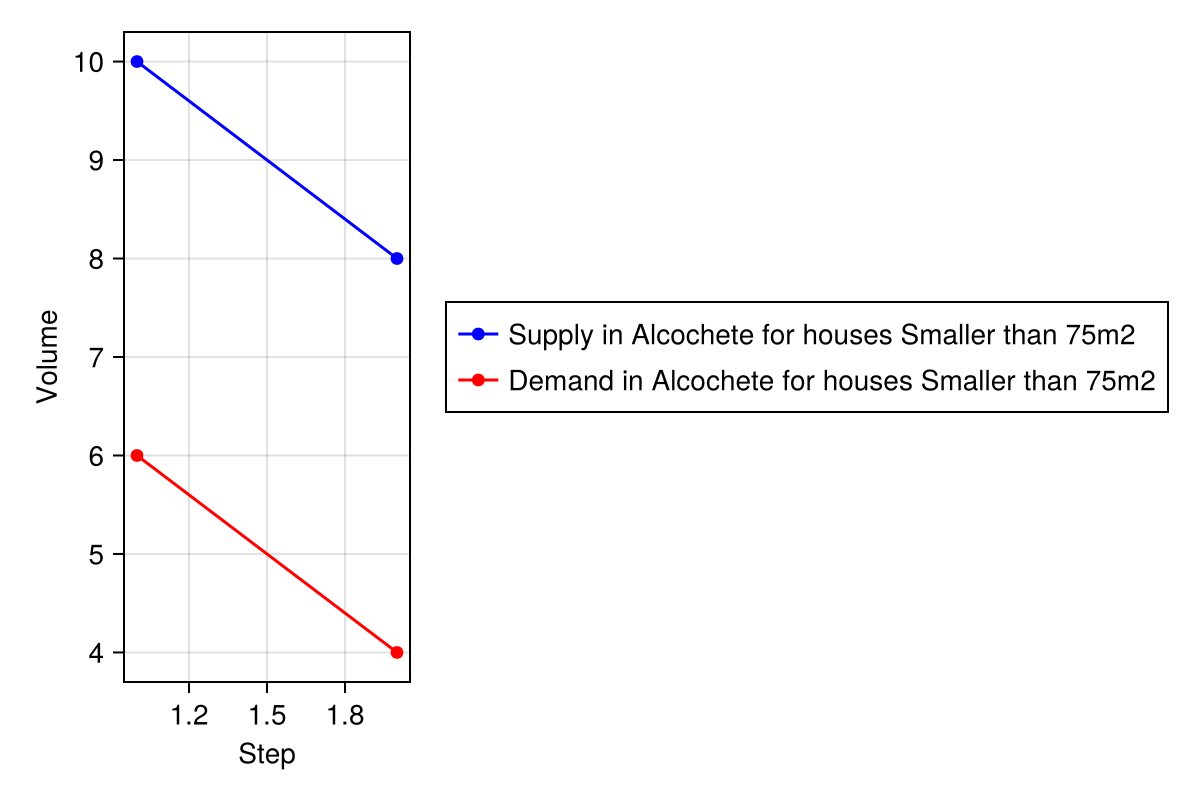 10
9
8
7
6
5
4
Volume
1.2 1.5 1.8
Step
Supply in Alcochete for houses Smaller than 75m2
Demand in Alcochete for houses Smaller than 75m2